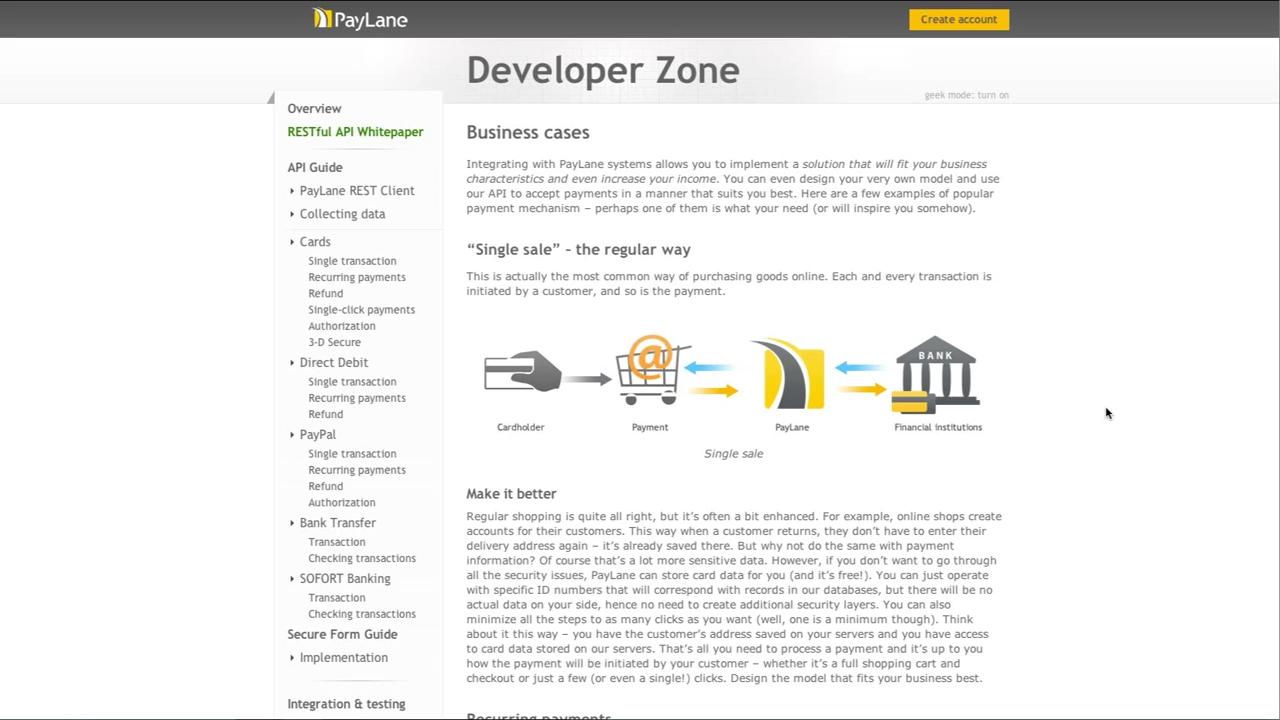 PayLane
Create account
Developer Zone
geek mode: turn on
Overview
RESTful API Whitepaper
API Guide
PayLane REST Client
Collecting data
Cards
Single transaction
Recurring payments
Refund
Single-click payments
Authorization
3-D Secure
Direct Debit
Single transaction
Recurring payments
Refund
PayPal
Single transaction
Recurring payments
Refund
Authorization
Bank Transfer
Transaction
Checking transactions
SOFORT Banking
Transaction
Checking transactions
Secure Form Guide
Implementation
Integration & testing
Business cases
Integrating with PayLane systems allows you to implement a solution that will fit your business
characteristics and even increase your income. You can even design your very own model and use
our API to accept payments in a manner that suits you best. Here are a few examples of popular
payment mechanism – perhaps one of them is what your need (or will inspire you somehow).
“Single sale” – the regular way
This is actually the most common way of purchasing goods online. Each and every transaction is
initiated by a customer, and so is the payment.
@
BANK
Cardholder
Payment
PayLane
Financial institutions
Single sale
Make it better
Regular shopping is quite all right, but it’s often a bit enhanced. For example, online shops create
accounts for their customers. This way when a customer returns, they don’t have to enter their
delivery address again – it’s already saved there. But why not do the same with payment
information? Of course that’s a lot more sensitive data. However, if you don’t want to go through
all the security issues, PayLane can store card data for you (and it’s free!). You can just operate
with specific ID numbers that will correspond with records in our databases, but there will be no
actual data on your side, hence no need to create additional security layers. You can also
minimize all the steps to as many clicks as you want (well, one is a minimum though). Think
about it this way – you have the customer’s address saved on your servers and you have access
to card data stored on our servers. That’s all you need to process a payment and it’s up to you
how the payment will be initiated by your customer – whether it’s a full shopping cart and
checkout or just a few (or even a single!) clicks. Design the model that fits your business best.
Recurring payments